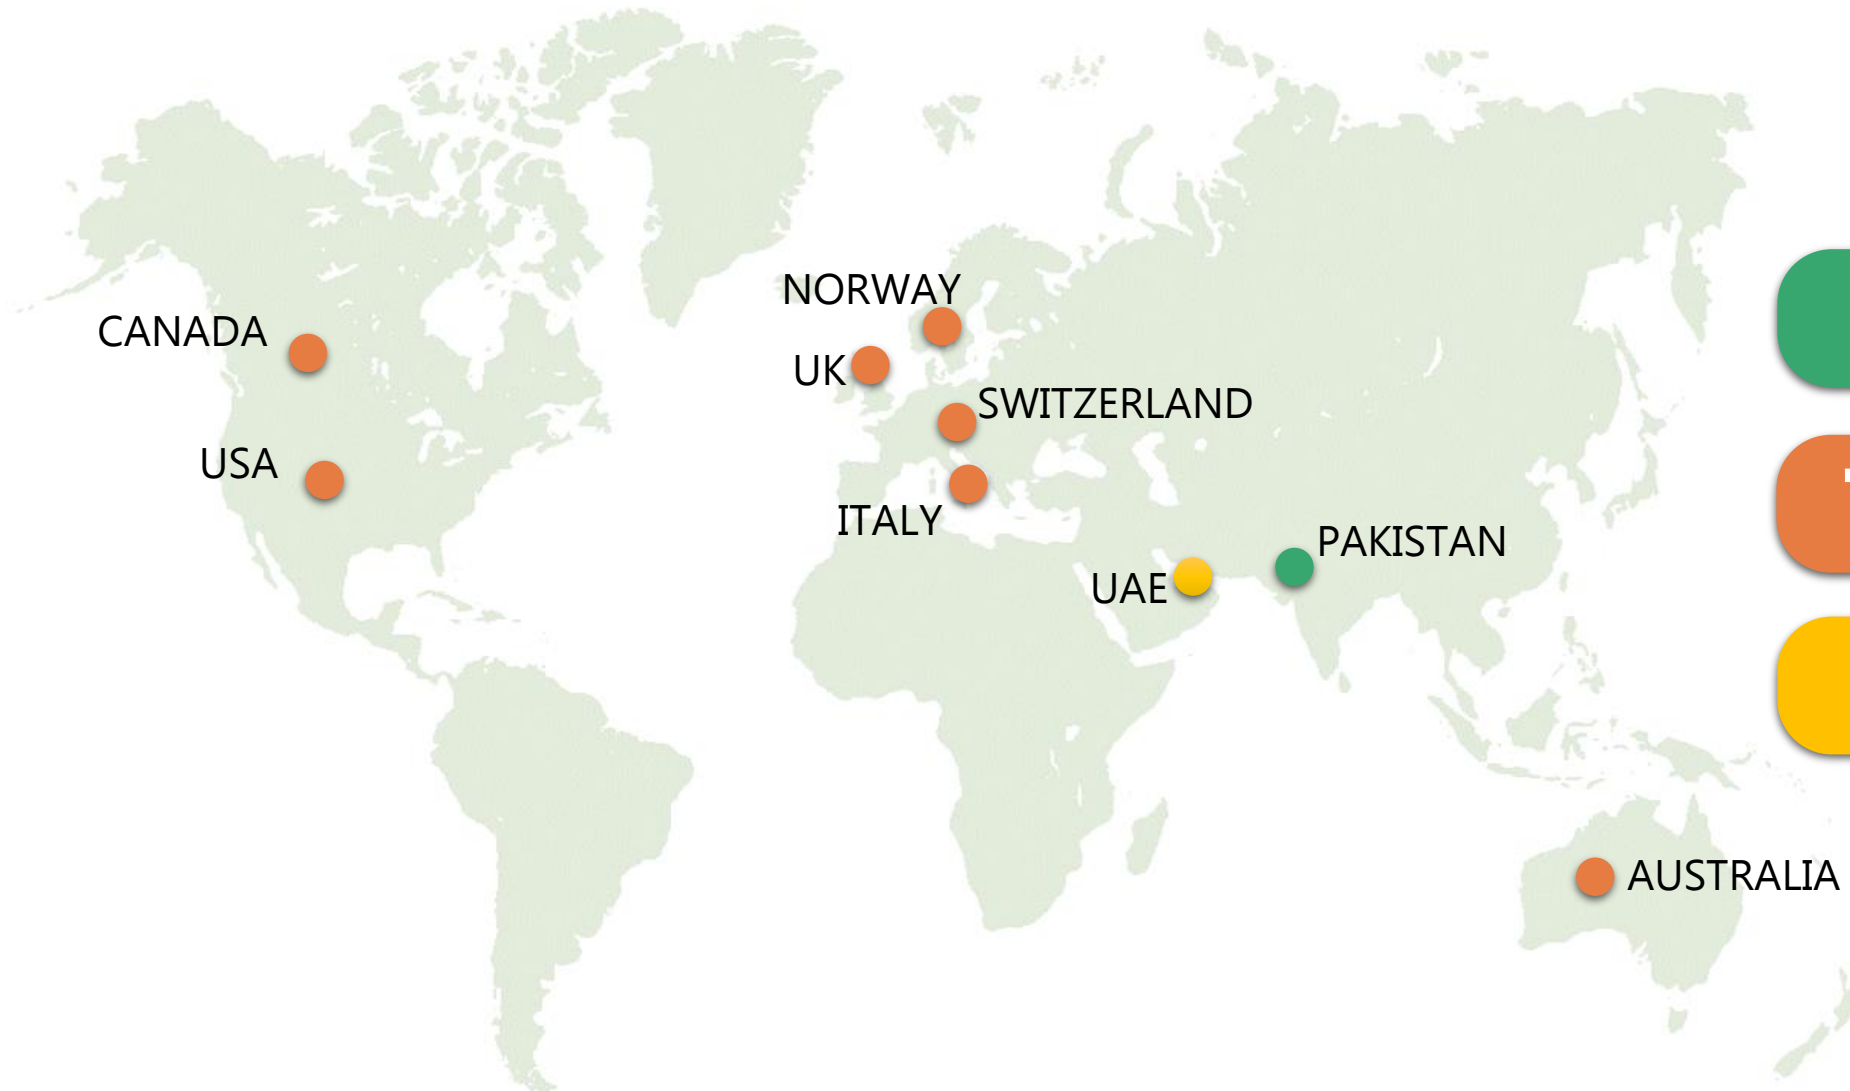 NORWAY
CANADA
UK
SWITZERLAND
USA
ITALY
PAKISTAN
UAE
AUSTRALIA